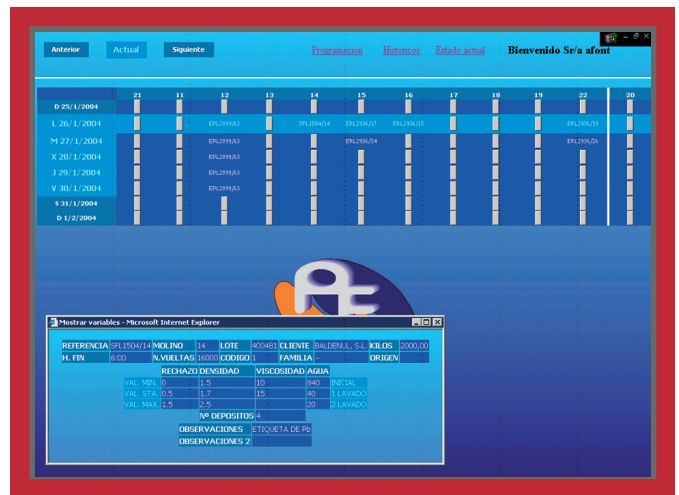 Anterior Actual Siguiente Programacion Historicos Estado actual Bienvenido Sr/a afont
21 11 12 13 14 15 16 17 18 19 22 20
D 25/1/2004
L 26/1/2004 EPL2899/63 SFL1504/14 ERL2936/17 ERL2936/15 ERL2936/19
M 27/1/2004 EPL2899/63 ERL2936/24 ERL2936/26
X 28/1/2004 EPL2899/63
J 29/1/2004 EPL2899/63
V 30/1/2004 EPL2899/63
S 31/1/2004
D 1/2/2004
AE
Mostrar variables - Microsoft Internet Explorer
REFERENCIA SFL1504/14 MOLINO 14 LOTE 400481 CLIENTE BALDENUL, S.L. KILOS 2000,00
H. FIN 6:00 N.VUELTAS 16000 CODIGO 1 FAMILIA -- ORIGEN
RECHAZO DENSIDAD VISCOSIDAD AGUA
VAL. MIN. 0 1.5 10 840 INICIAL
VAL. STA. 0.5 1.7 15 40 1 LAVADO
VAL. MAX. 1.5 2.5 20 2 LAVADO
Nº DEPOSITOS 4
OBSERVACIONES ETIQUETA DE Pb
OBSERVACIONES 2